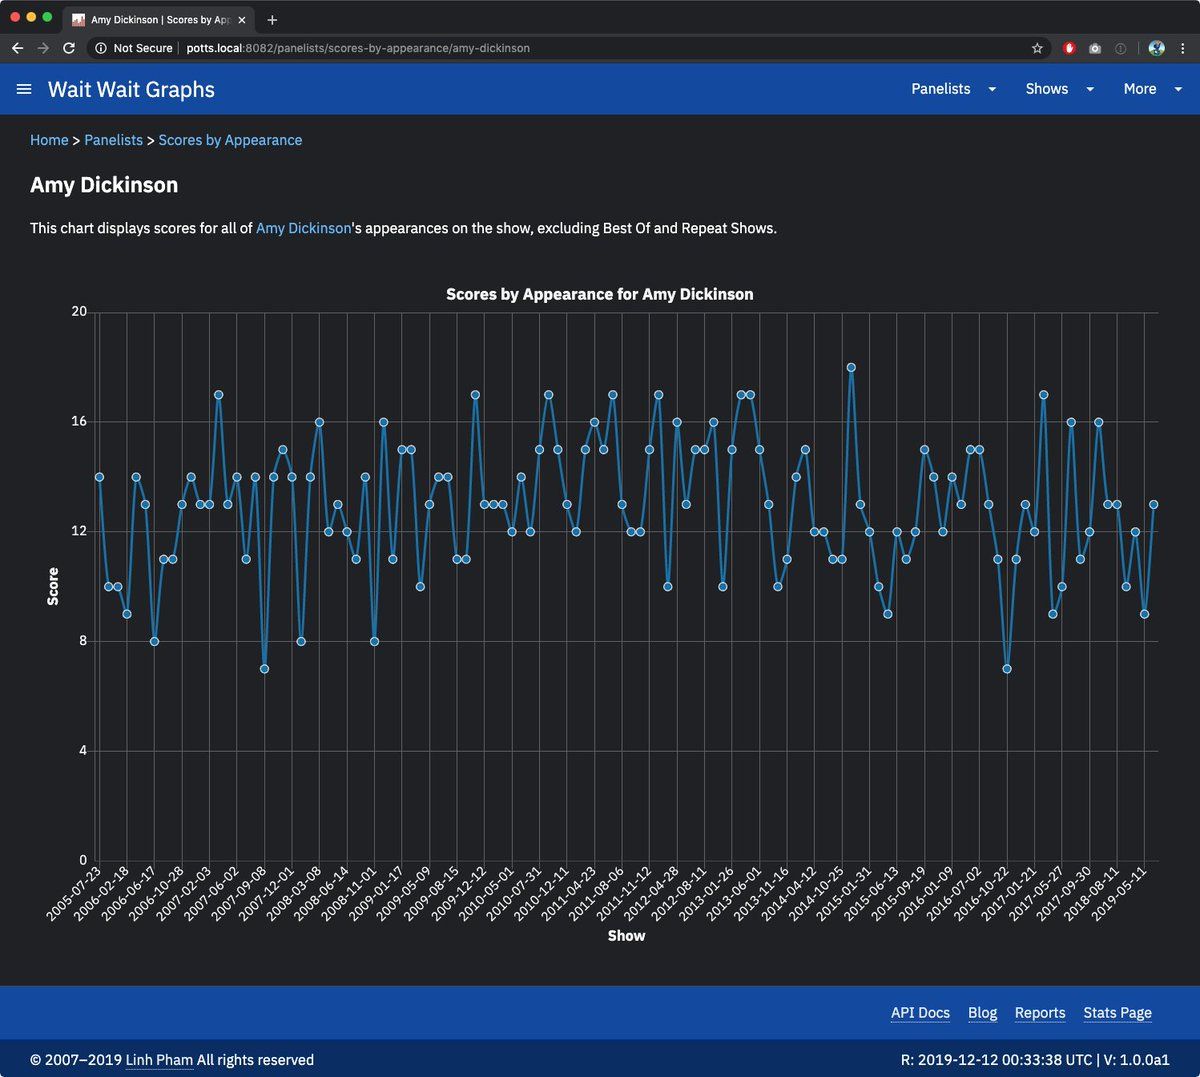 Amy Dickinson | Scores by App
Not Secure | potts.local:8082/panelists/scores-by-appearance/amy-dickinson
Wait Wait Graphs
Panelists
Shows
More
Home > Panelists > Scores by Appearance
Amy Dickinson
This chart displays scores for all of Amy Dickinson's appearances on the show, excluding Best Of and Repeat Shows.
Scores by Appearance for Amy Dickinson
20
16
12
8
4
0
Score
2005-07-23
2006-02-18
2006-06-17
2006-10-28
2007-02-03
2007-06-02
2007-09-08
2007-12-01
2008-03-08
2008-06-14
2008-11-01
2009-01-17
2009-05-09
2009-08-15
2009-12-12
2010-05-01
2010-07-31
2010-12-11
2011-04-23
2011-08-06
2011-11-12
2012-04-28
2012-08-11
2013-01-26
2013-06-01
2013-11-16
2014-04-12
2014-10-25
2015-01-31
2015-06-13
2015-09-19
2016-01-09
2016-07-02
2016-10-22
2017-01-21
2017-05-27
2017-09-30
2018-08-11
2019-05-11
Show
API Docs
Blog
Reports
Stats Page
© 2007–2019 Linh Pham All rights reserved
R: 2019-12-12 00:33:38 UTC | V: 1.0.0a1